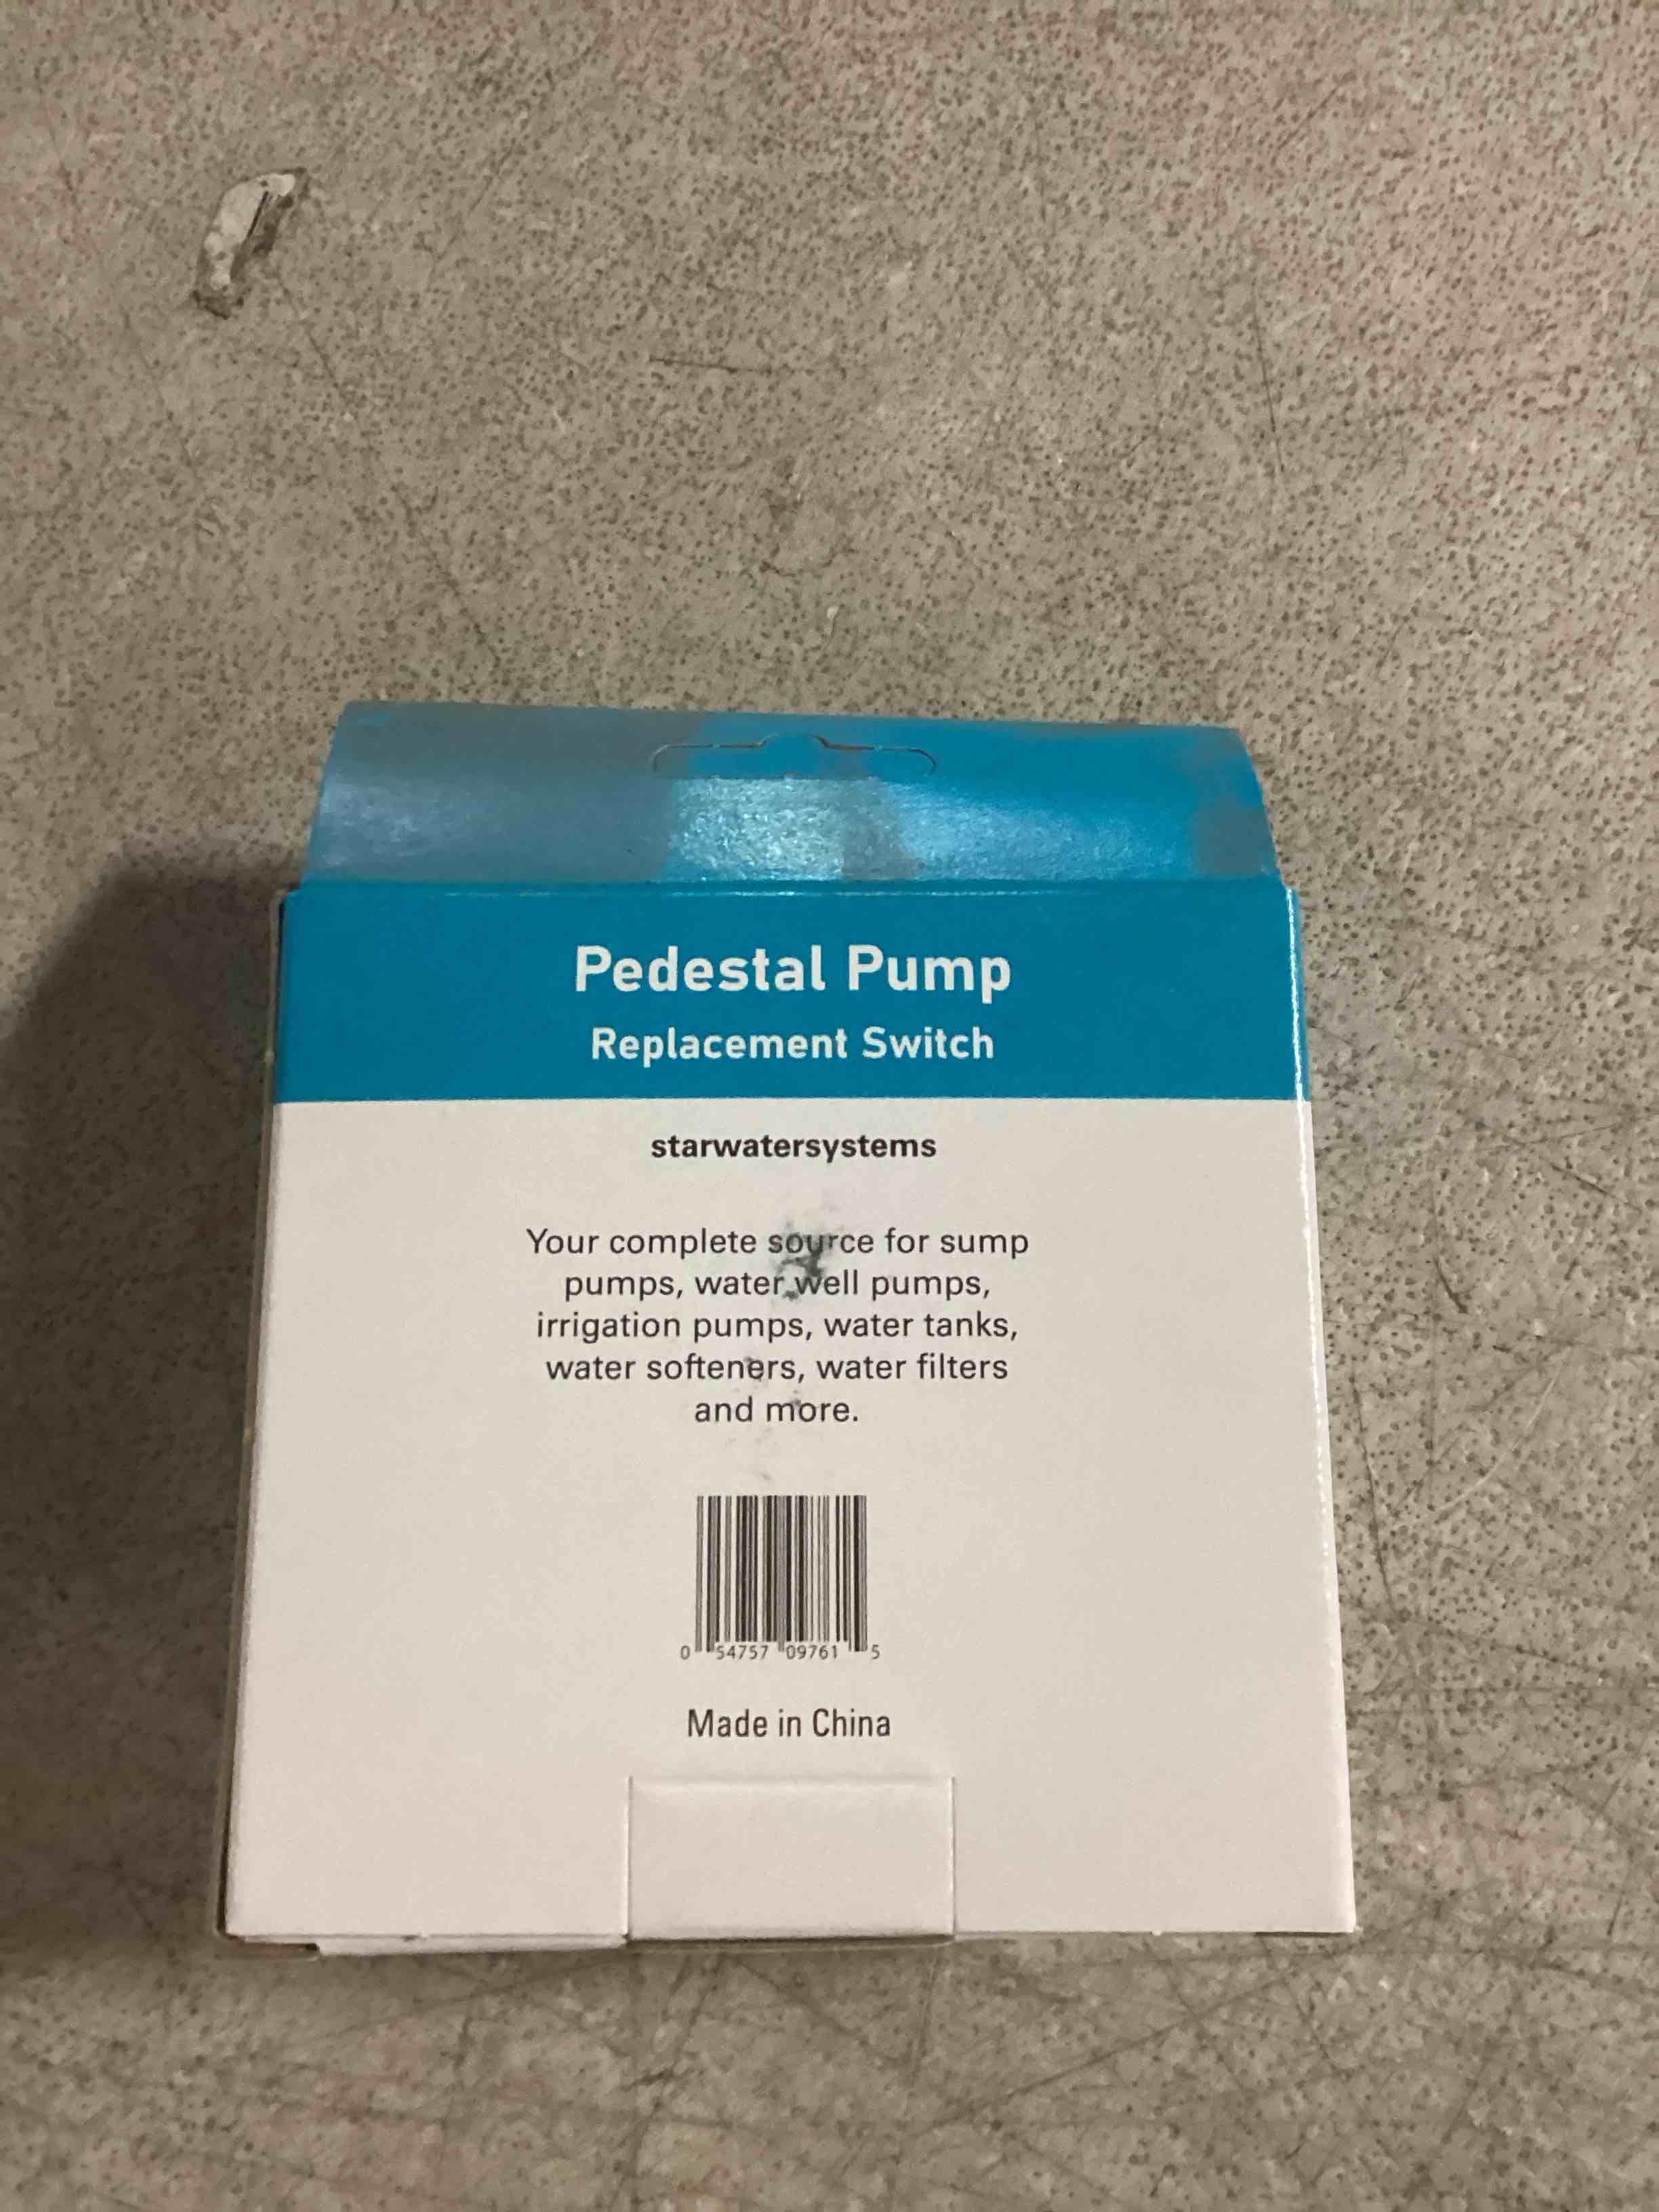 Pedestal Pump
Replacement Switch
starwatersystems
Your complete source for sump
pumps, water well pumps,
irrigation pumps, water tanks,
water softeners, water filters
and more.
0 54757 09761 5
Made in China